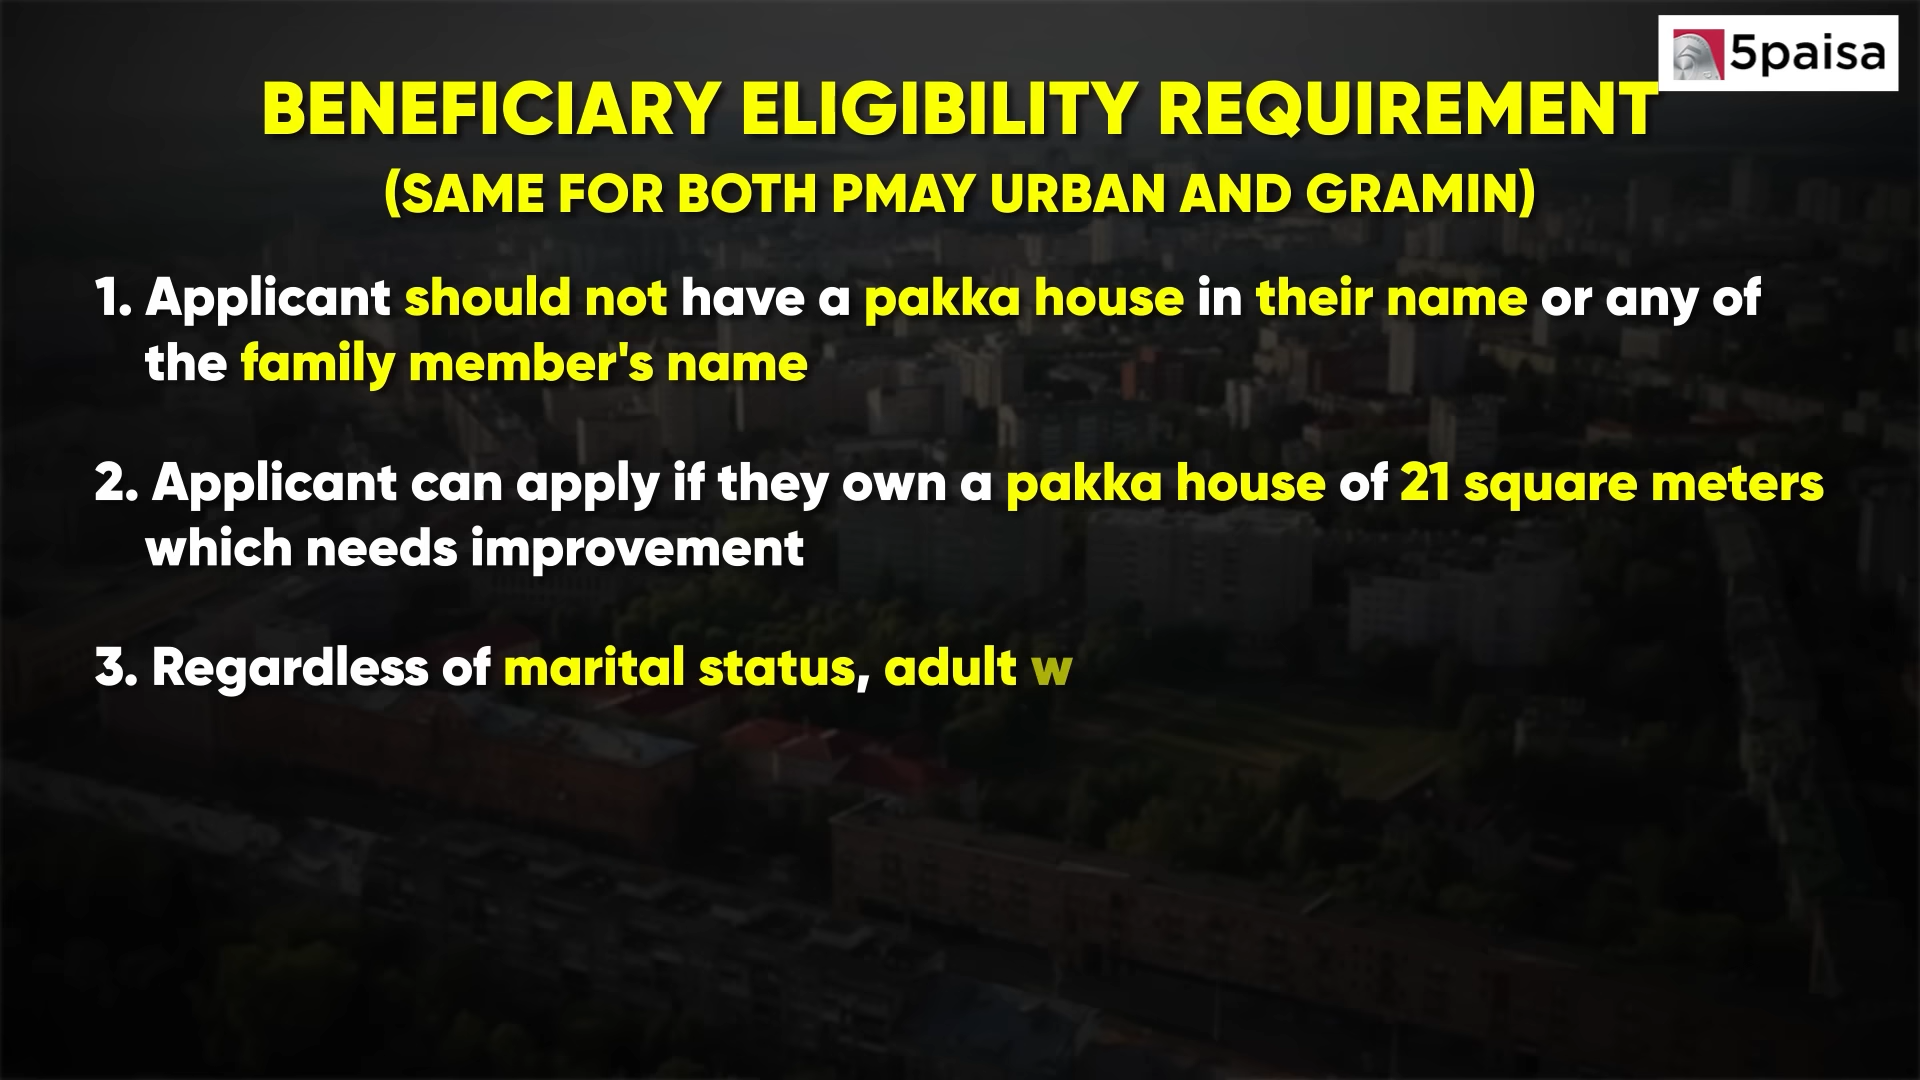 5paisa
BENEFICIARY ELIGIBILITY REQUIREMENT
(SAME FOR BOTH PMAY URBAN AND GRAMIN)
1. Applicant should not have a pakka house in their name or any of
the family member's name
2. Applicant can apply if they own a pakka house of 21 square meters
which needs improvement
3. Regardless of marital status, adult w